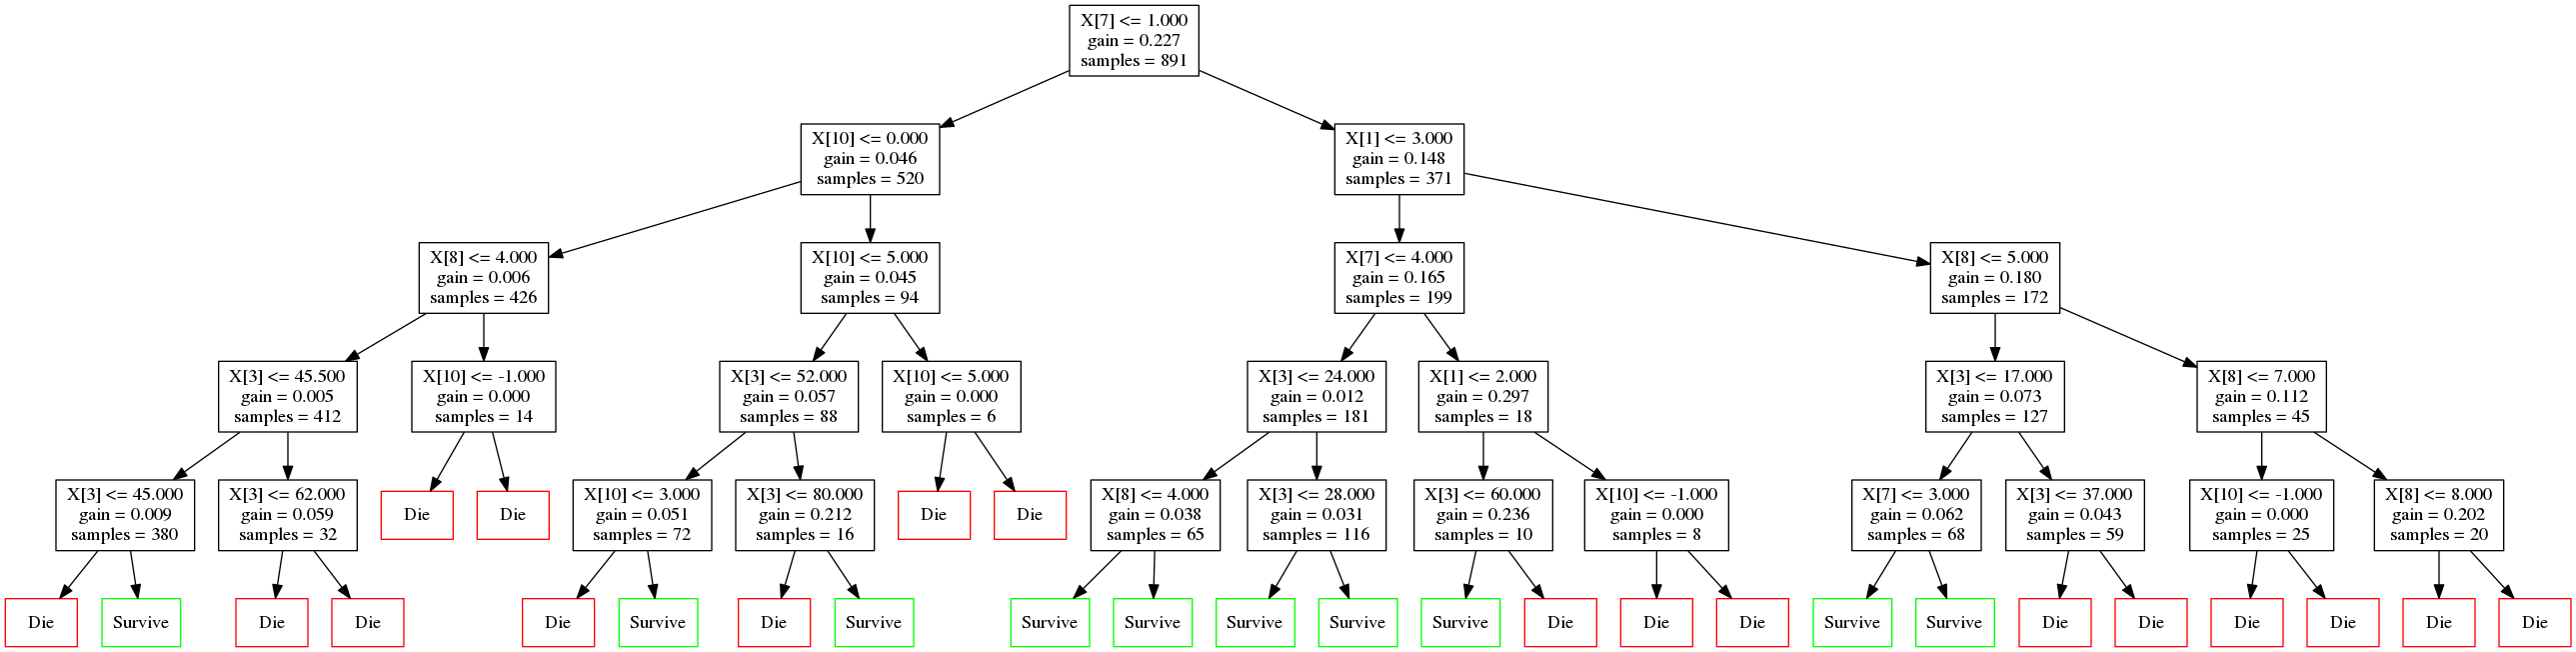 X[7] <= 1.000
gain = 0.227
samples = 891
X[10] <= 0.000
gain = 0.046
samples = 520
X[1] <= 3.000
gain = 0.148
samples = 371
X[8] <= 4.000
gain = 0.006
samples = 426
X[10] <= 5.000
gain = 0.045
samples = 94
X[7] <= 4.000
gain = 0.165
samples = 199
X[8] <= 5.000
gain = 0.180
samples = 172
X[3] <= 45.500
gain = 0.005
samples = 412
X[10] <= -1.000
gain = 0.000
samples = 14
X[3] <= 52.000
gain = 0.057
samples = 88
X[10] <= 5.000
gain = 0.000
samples = 6
X[3] <= 24.000
gain = 0.012
samples = 181
X[1] <= 2.000
gain = 0.297
samples = 18
X[3] <= 17.000
gain = 0.073
samples = 127
X[8] <= 7.000
gain = 0.112
samples = 45
X[3] <= 45.000
gain = 0.009
samples = 380
X[3] <= 62.000
gain = 0.059
samples = 32
Die
Die
X[10] <= 3.000
gain = 0.051
samples = 72
X[3] <= 80.000
gain = 0.212
samples = 16
Die
Die
X[8] <= 4.000
gain = 0.038
samples = 65
X[3] <= 28.000
gain = 0.031
samples = 116
X[3] <= 60.000
gain = 0.236
samples = 10
X[10] <= -1.000
gain = 0.000
samples = 8
X[7] <= 3.000
gain = 0.062
samples = 68
X[3] <= 37.000
gain = 0.043
samples = 59
X[10] <= -1.000
gain = 0.000
samples = 25
X[8] <= 8.000
gain = 0.202
samples = 20
Die
Survive
Die
Die
Die
Survive
Die
Survive
Survive
Survive
Survive
Survive
Survive
Die
Die
Die
Survive
Survive
Die
Die
Die
Die
Die
Die